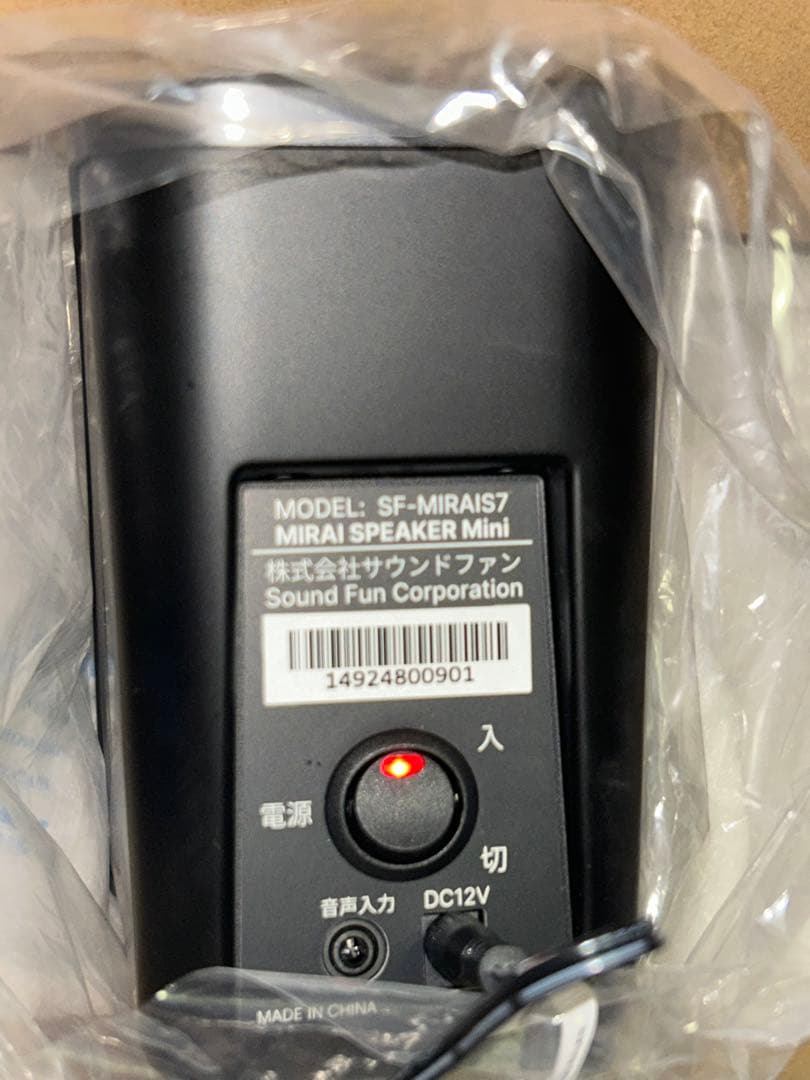 MODEL: SF-MIRAIS7
MIRAI SPEAKER Mini
株式会社サウンドファン
Sound Fun Corporation
14924800901
入
電源
切
音声入力
DC12V
MADE IN CHINA